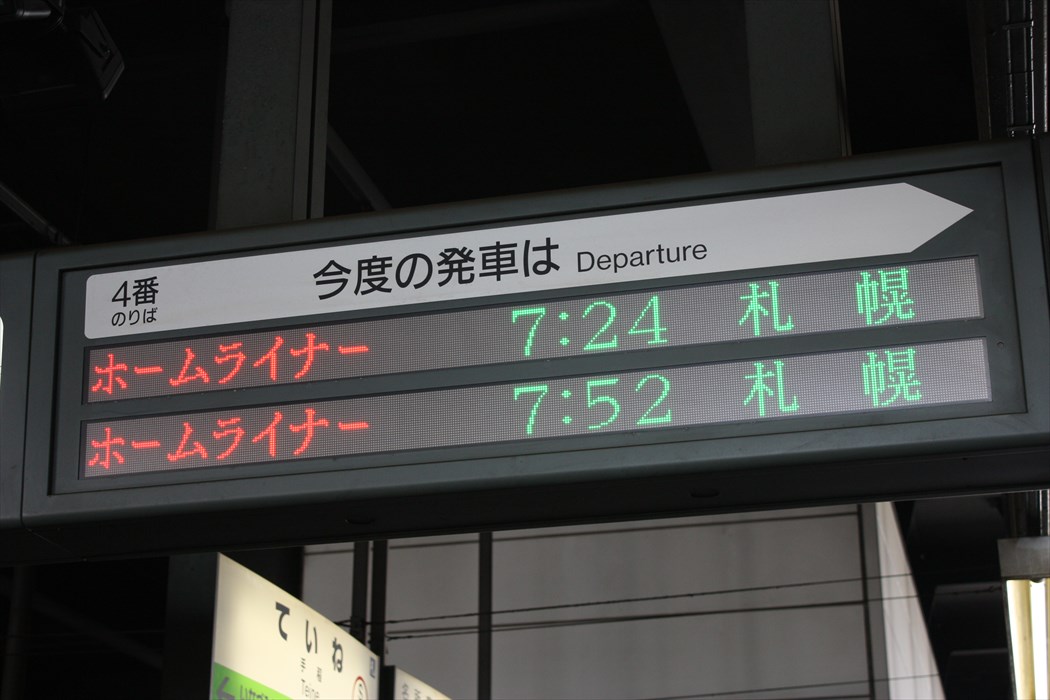 4番
のりば
今度の発車は Departure
ホームライナー 7:24 札 幌
ホームライナー 7:52 札 幌
ていね
手稲
Teine